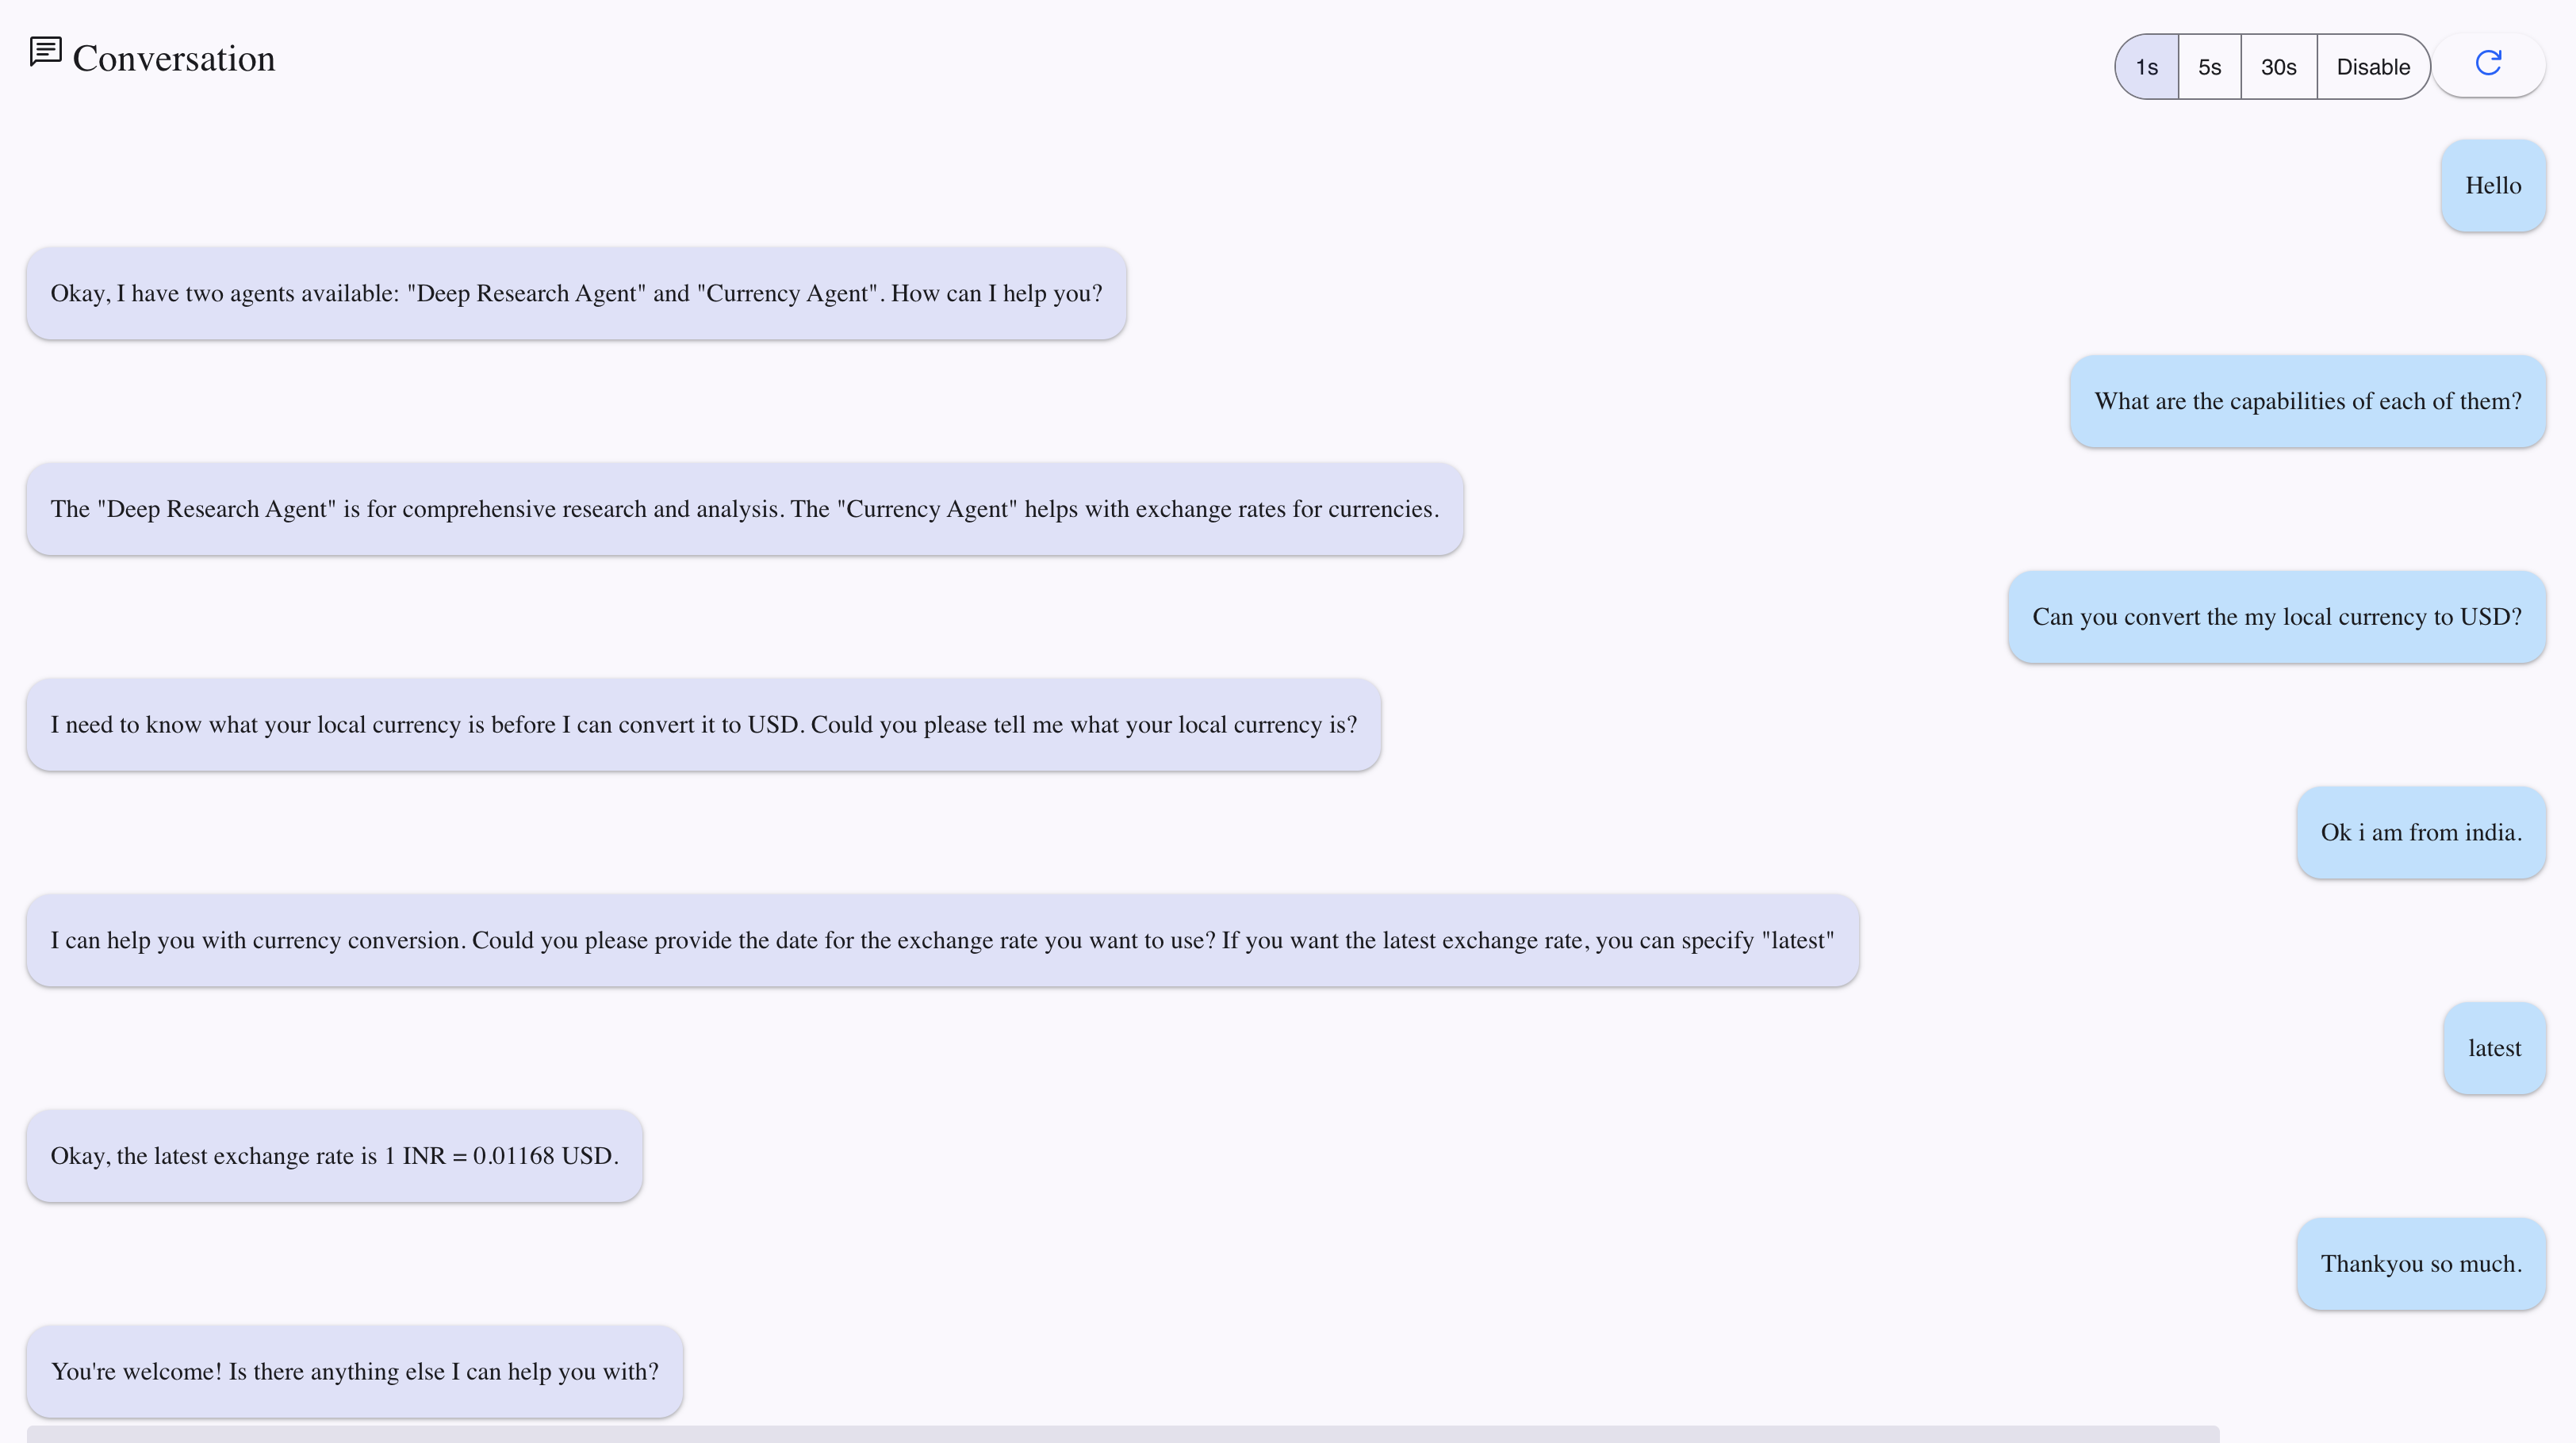 Conversation
1s 5s 30s Disable
Hello
Okay, I have two agents available: "Deep Research Agent" and "Currency Agent". How can I help you?
What are the capabilities of each of them?
The "Deep Research Agent" is for comprehensive research and analysis. The "Currency Agent" helps with exchange rates for currencies.
Can you convert the my local currency to USD?
I need to know what your local currency is before I can convert it to USD. Could you please tell me what your local currency is?
Ok i am from india.
I can help you with currency conversion. Could you please provide the date for the exchange rate you want to use? If you want the latest exchange rate, you can specify "latest"
latest
Okay, the latest exchange rate is 1 INR = 0.01168 USD.
Thankyou so much.
You're welcome! Is there anything else I can help you with?